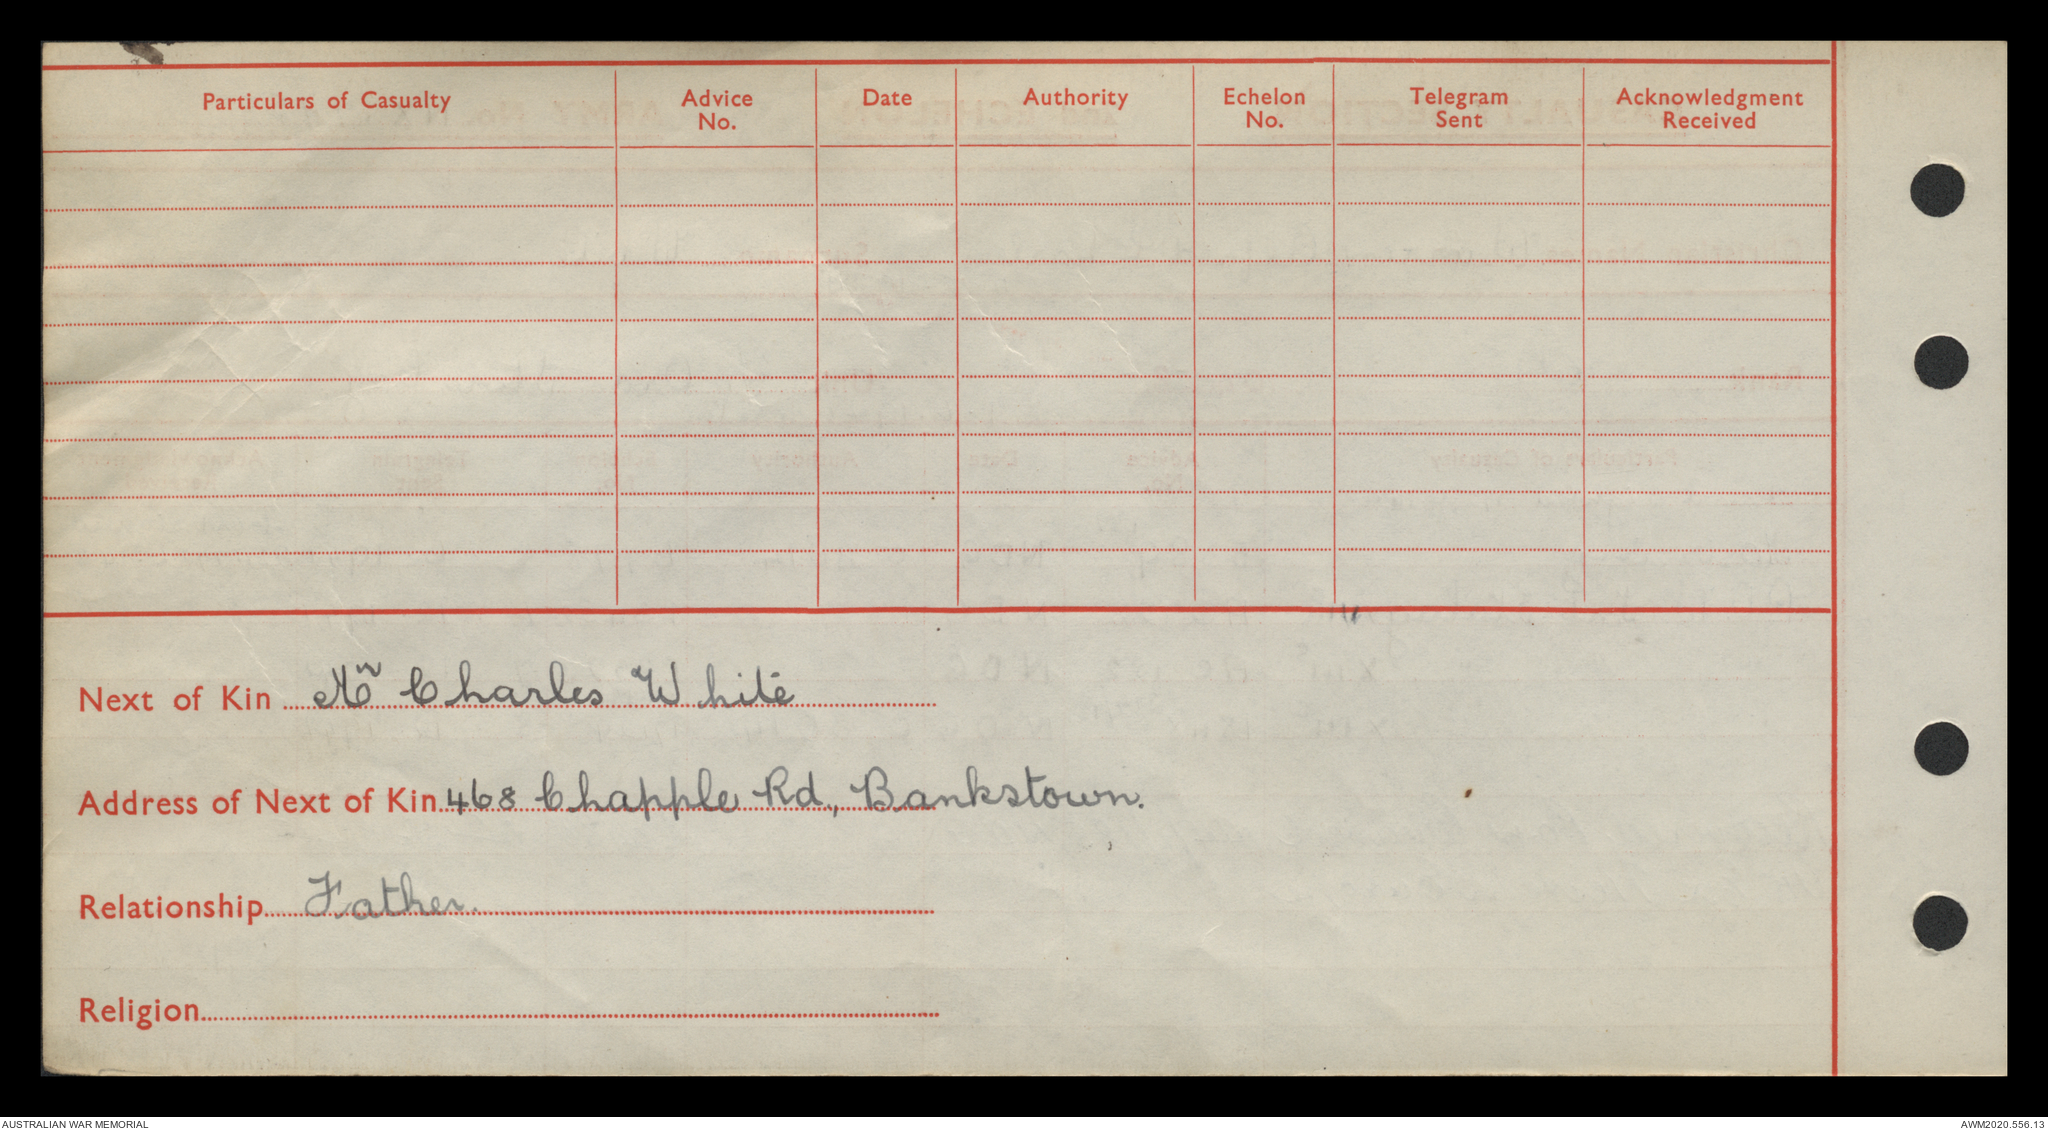 Particulars of Casualty Advice No. Date Authority Echelon No. Telegram Sent Acknowledgment Received
Next of Kin Mr Charles White
Address of Next of Kin 468 Chapple Rd, Bankstown.
Relationship Father.
Religion
AUSTRALIAN WAR MEMORIAL AWM2020.556.13